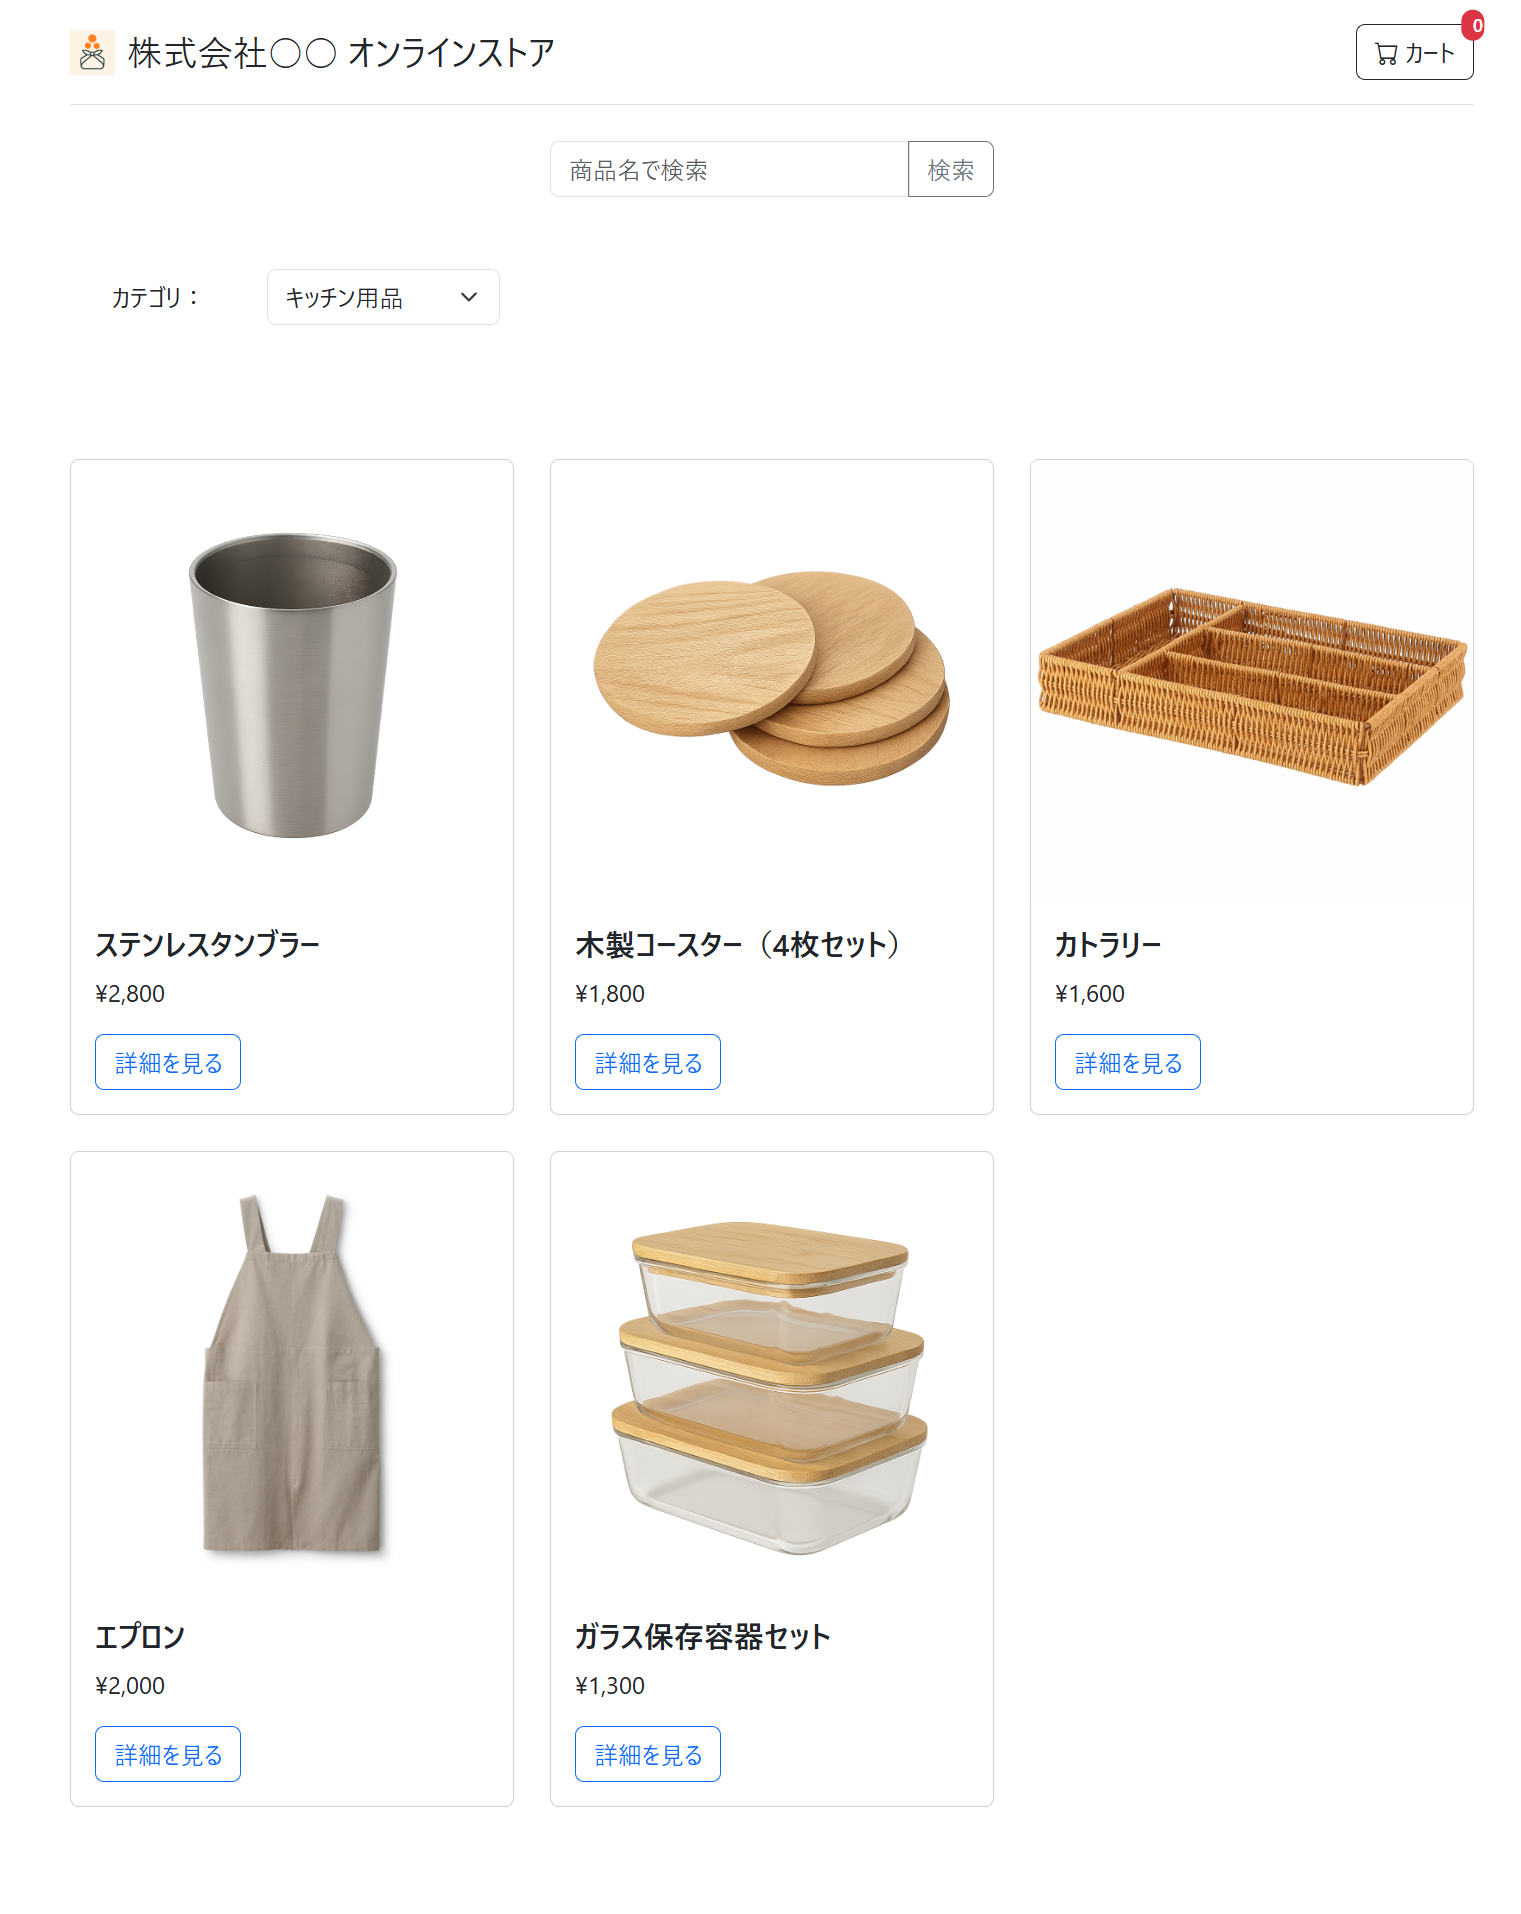 株式会社〇〇 オンラインストア
カート
0
商品名で検索
検索
カテゴリ：
キッチン用品
ステンレスタンブラー
¥2,800
詳細を見る
木製コースター（4枚セット）
¥1,800
詳細を見る
カトラリー
¥1,600
詳細を見る
エプロン
¥2,000
詳細を見る
ガラス保存容器セット
¥1,300
詳細を見る